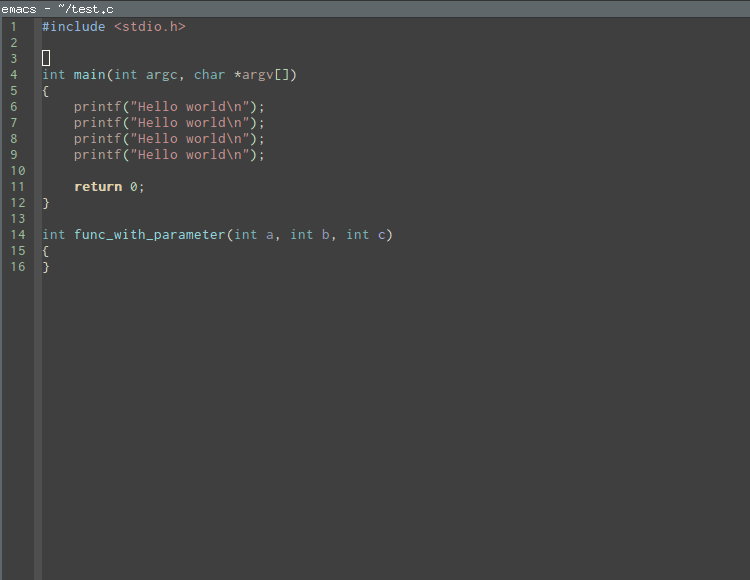 emacs - ~/test.c
1 #include <stdio.h>
2
3
4 int main(int argc, char *argv[])
5 {
6     printf("Hello world\n");
7     printf("Hello world\n");
8     printf("Hello world\n");
9     printf("Hello world\n");
10
11     return 0;
12 }
13
14 int func_with_parameter(int a, int b, int c)
15 {
16 }